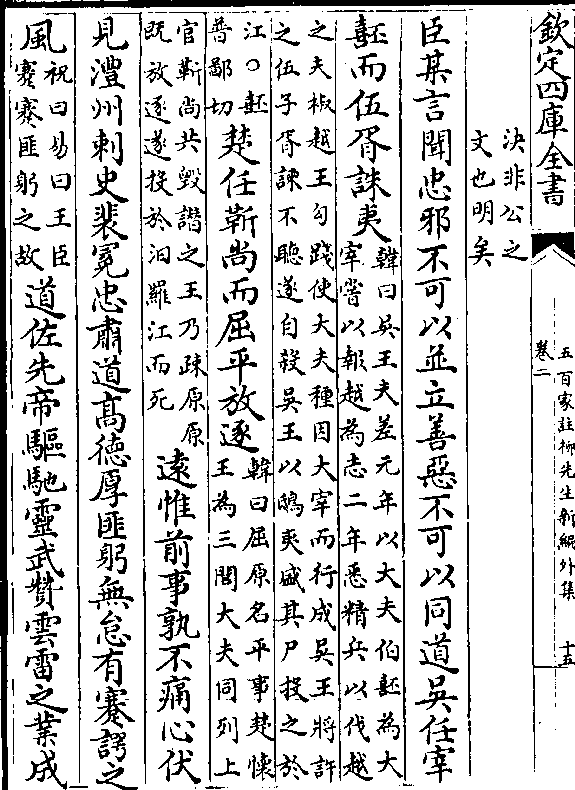 欽定四庫全書
五百家註柳先生新編外集
卷二
十五
決非公之
文也明矣
臣某言聞忠邪不可以並立善惡不可以同道吳任宰
嚭而伍胥誅夷
韓曰吳王夫差元年以大夫伯嚭為大
宰嘗以報越為志二年悉精兵以伐越
之夫椒越王勾踐使大夫種因大宰而行成吳王將許
之伍子胥諫不聽遂自殺吳王以鴟夷盛其尸投之於
江○嚭
普鄙切
楚任靳尚而屈平放逐
韓曰屈原名平事楚懷
王為三閭大夫同列上
官靳尚共毀譖之王乃疎原原
既放逐遂投於汨羅江而死
遠惟前事孰不痛心伏
見澧州刺史裴冕忠肅道高德厚匪躬無怠有蹇諤之
風
祝曰易曰王臣
蹇蹇匪躬之故
道佐先帝驅馳靈武贊雲雷之業成